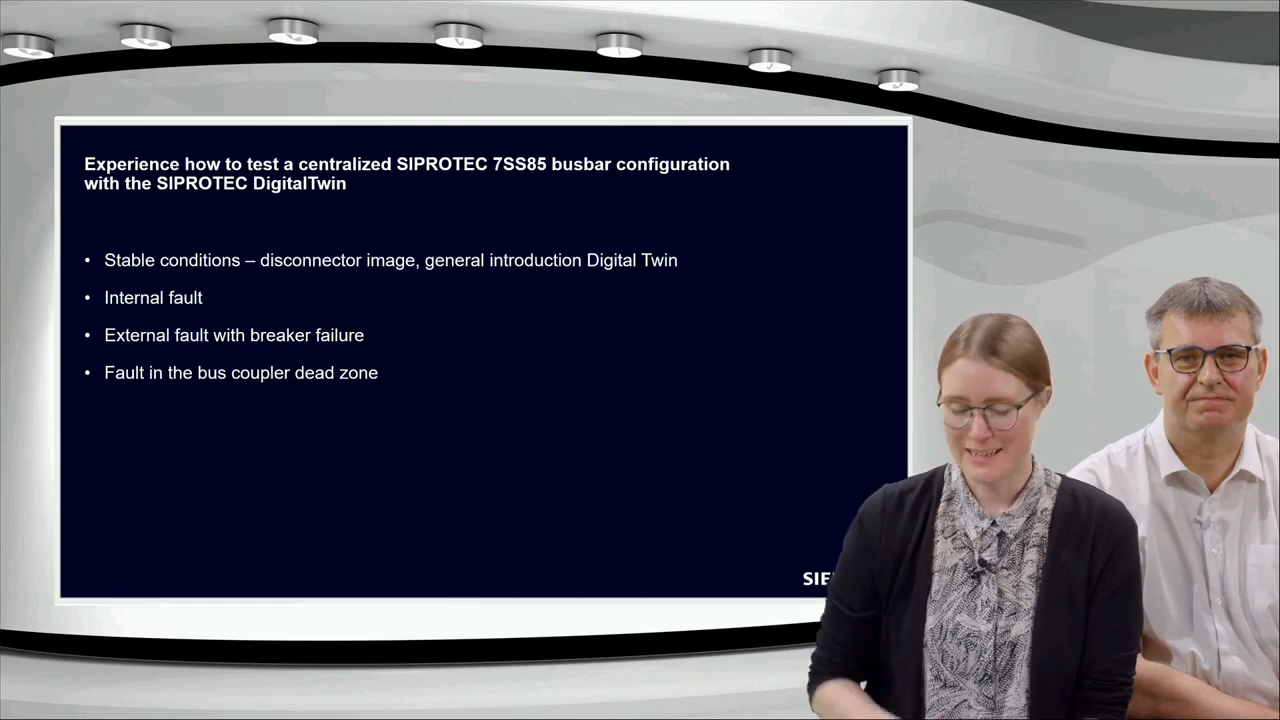 Experience how to test a centralized SIPROTEC 7SS85 busbar configuration
with the SIPROTEC DigitalTwin
• Stable conditions – disconnector image, general introduction Digital Twin
• Internal fault
• External fault with breaker failure
• Fault in the bus coupler dead zone
SIE